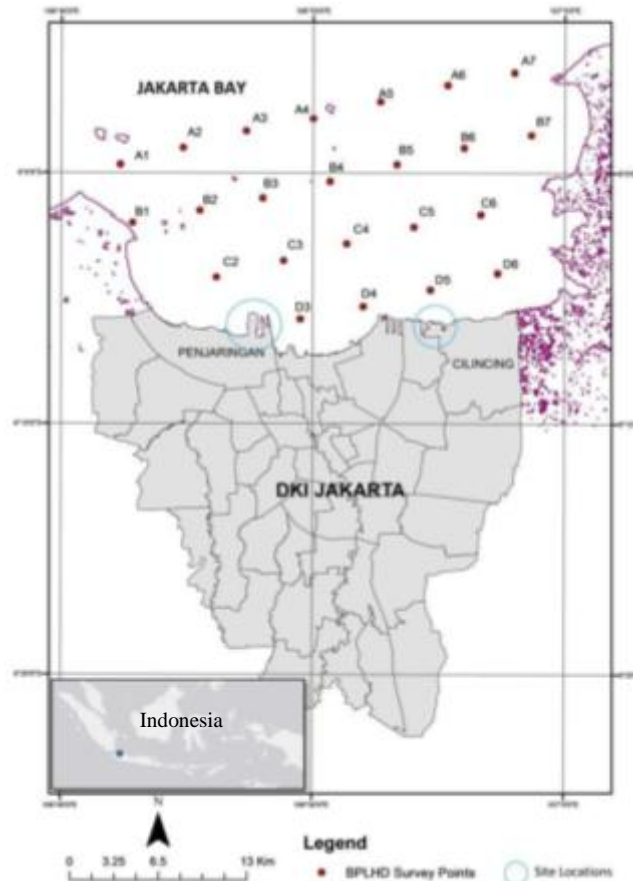 JAKARTA BAY
A7
A6
A5
A4
A3
A2
A1
B7
B6
B5
B4
B3
B2
B1
C6
C5
C4
C3
C2
D6
D5
D4
D3
PENJARINGAN
CILINCING
DKI JAKARTA
Indonesia
N
0 3.25 6.5 13 Km
Legend
BPLHD Survey Points
Site Locations